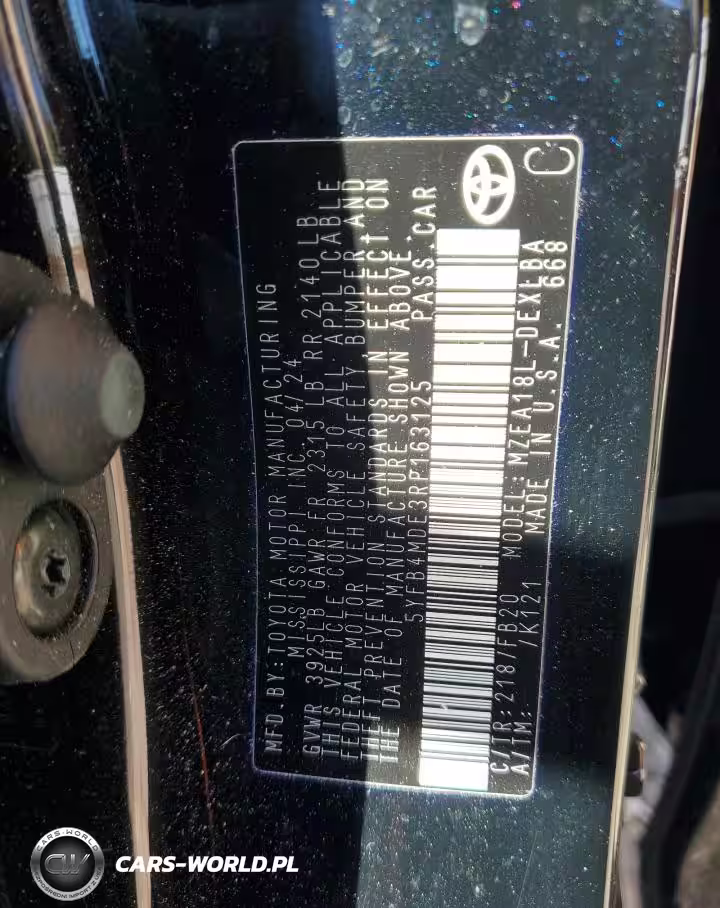 MFD.BY:TOYOTA MOTOR MANUFACTURING
MISSISSIPPI INC. 04/24
GVWR 3925LB GAWR FR 2315 LB RR 2140 LB
THIS VEHICLE CONFORMS TO ALL APPLICABLE
FEDERAL MOTOR VEHICLE SAFETY BUMPER AND
THEFT PREVENTION STANDARDS IN EFFECT ON
THE DATE OF MANUFACTURE SHOWN ABOVE.
5YFB4MDE3RP163125 PASS.CAR
C/TR: 218/FB20 MODEL: MZEA18L-DEXLBA
A/TM: /K121 MADE IN U.S.A. 668
C
CARS-WORLD
CW
CARS-WORLD.PL